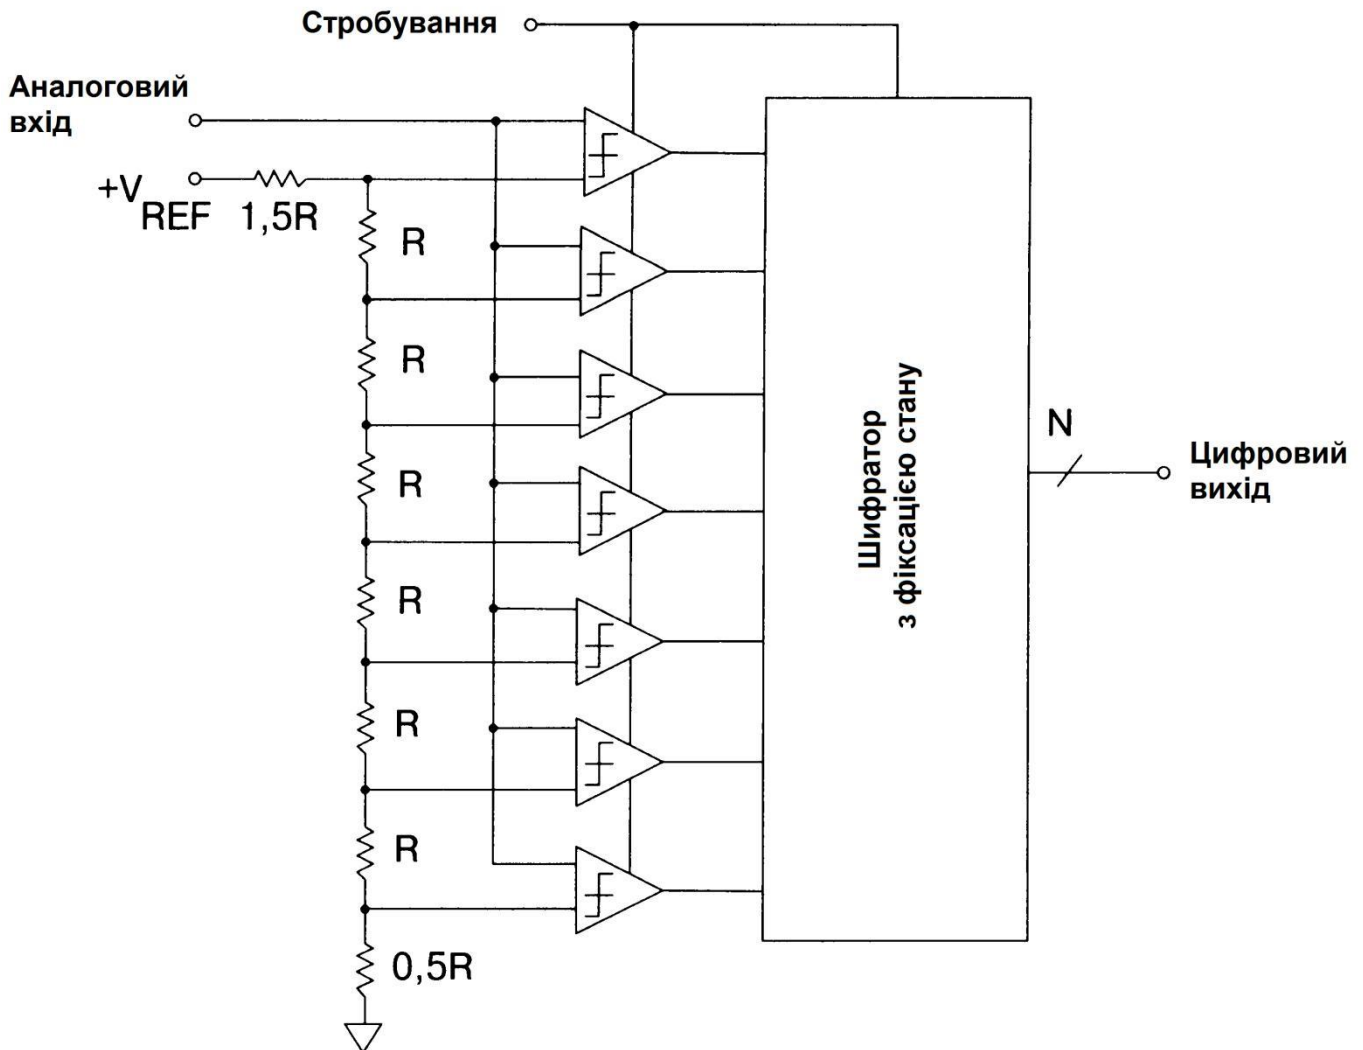 Стробування
Аналоговий
вхід
+V
REF
1,5R
R
R
R
R
R
R
0,5R
Шифратор
з фіксацією стану
N
Цифровий
вихід